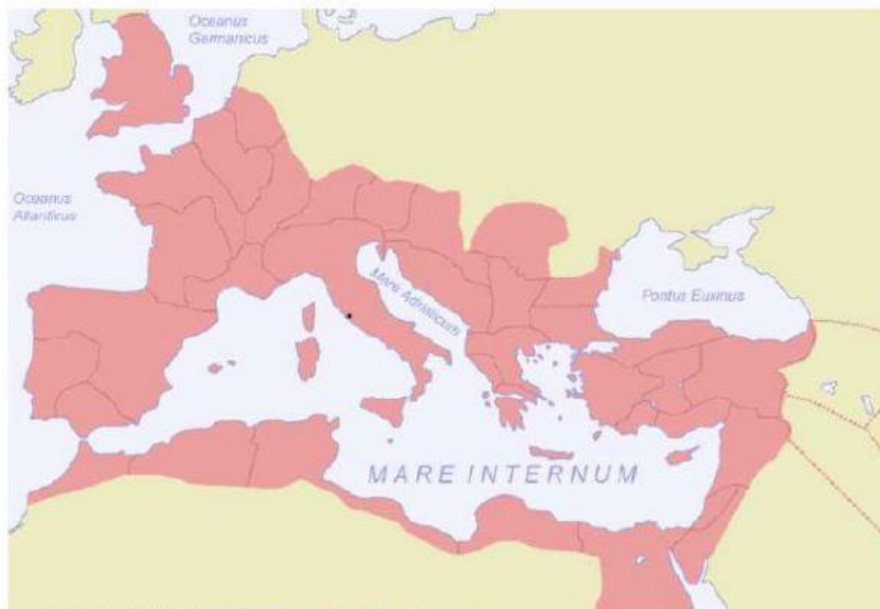 Oceanus
Germanicus
Oceanus
Atlanticus
Mare Adriaticum
Pontus Euxinus
MARE INTERNUM